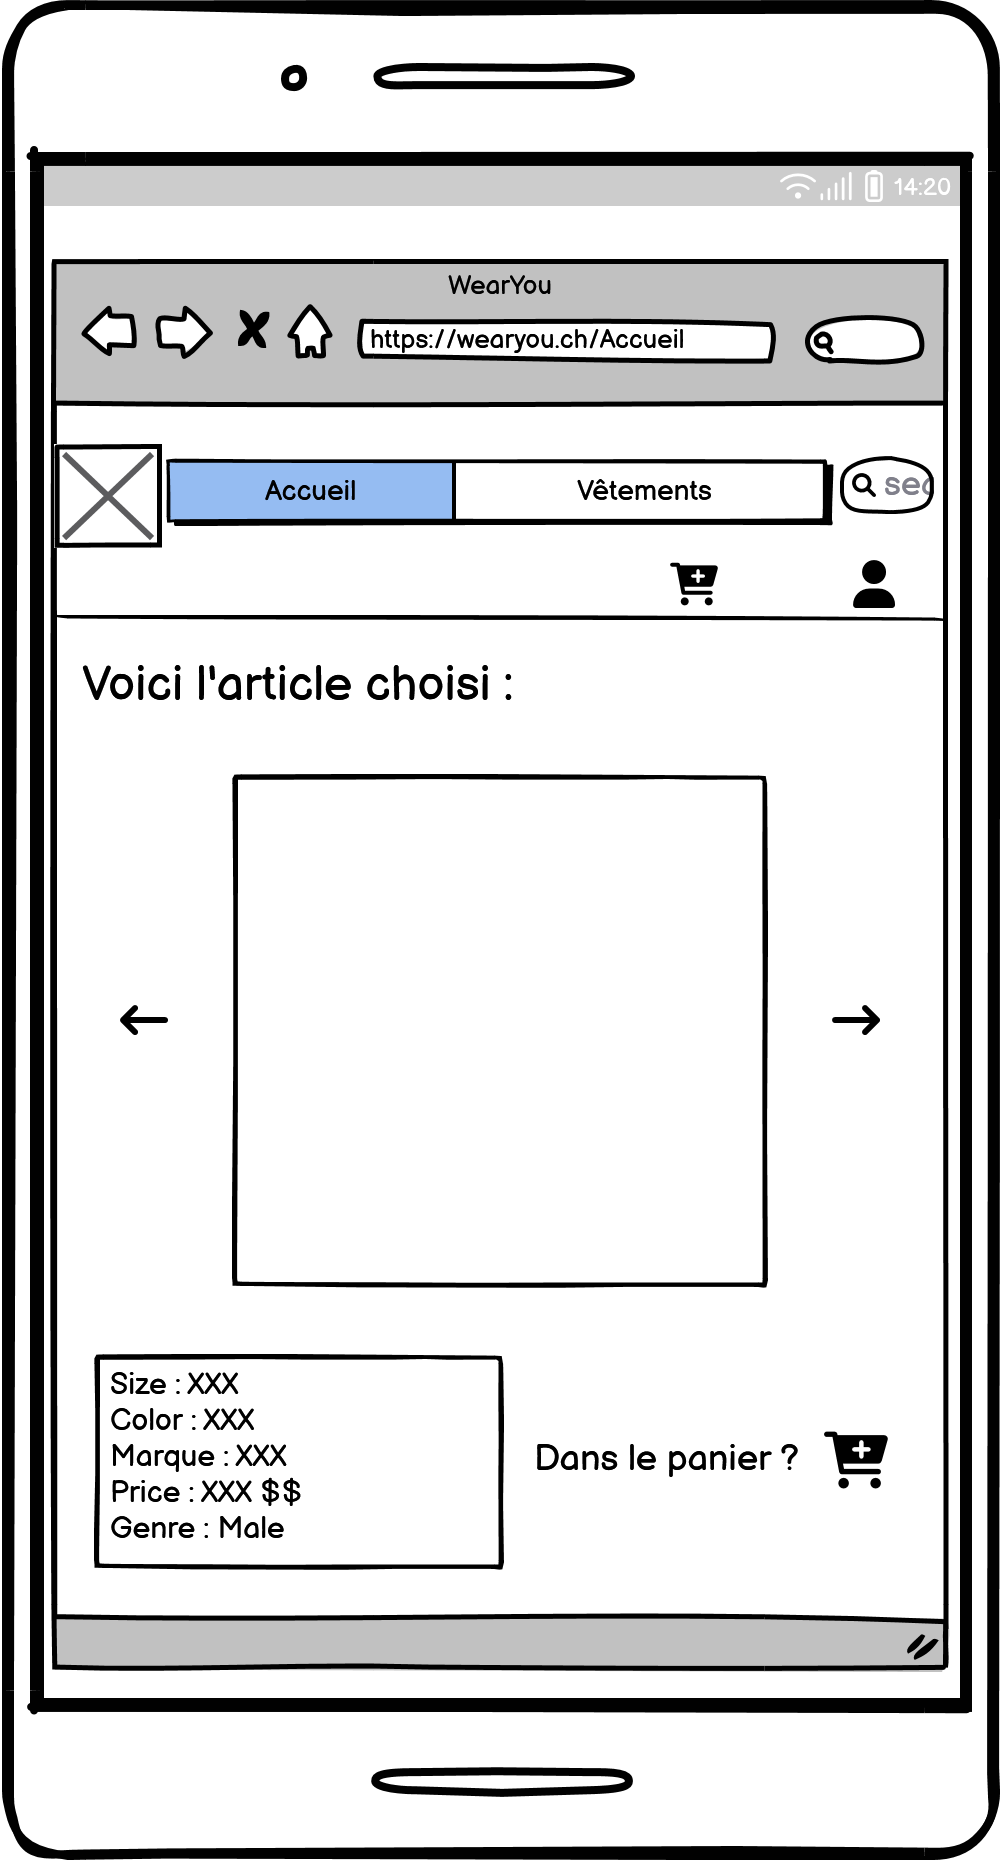 14:20
WearYou
https://wearyou.ch/Accueil
Accueil
Vêtements
Voici l'article choisi :
Size : XXX
Color : XXX
Marque : XXX
Price : XXX $$
Genre : Male
Dans le panier ?